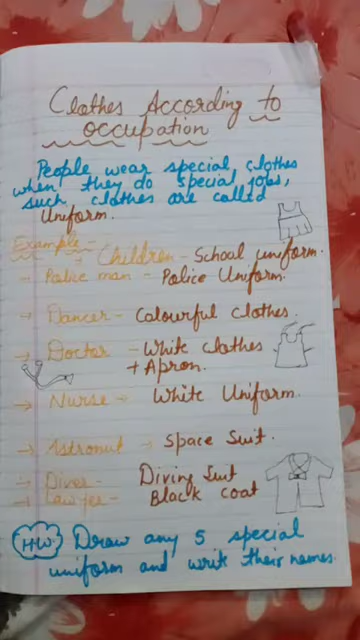 Clothes According to
occupation
People wear special clothes
when they do special jobs,
such clothes are called
Uniform.
Example -
→ Children - School uniform.
→ Police man - Police Uniform.
→ Dancer - Colourful clothes.
→ Doctor - White clothes
+ Apron.
→ Nurse - White Uniform.
→ Astronut - Space Suit.
→ Diver - Diving Suit
→ Lawyer - Black coat
H.W. Draw any 5 special
uniform and write their names.